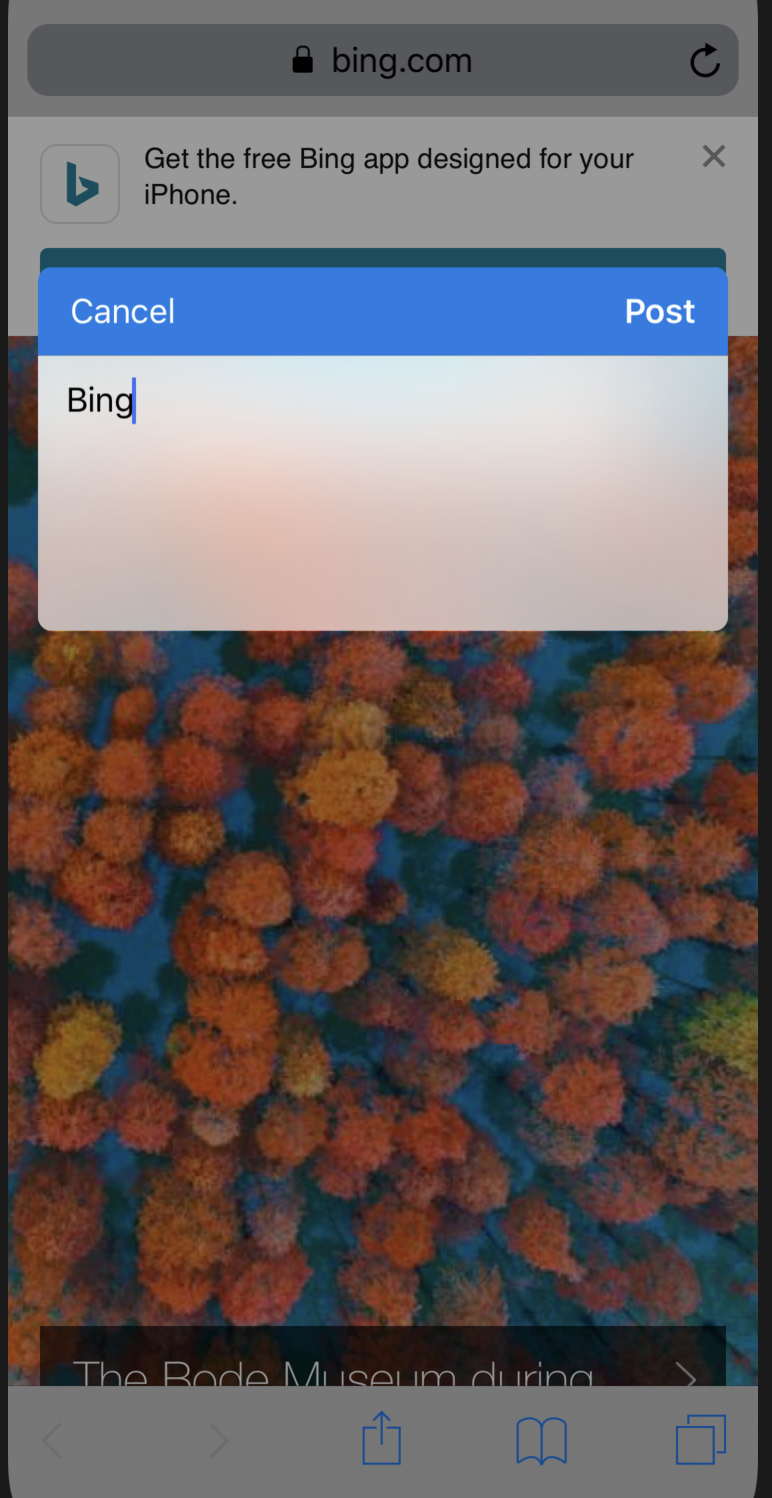 bing.com
Get the free Bing app designed for your
iPhone.
Cancel
Post
Bing
The Bode Museum during